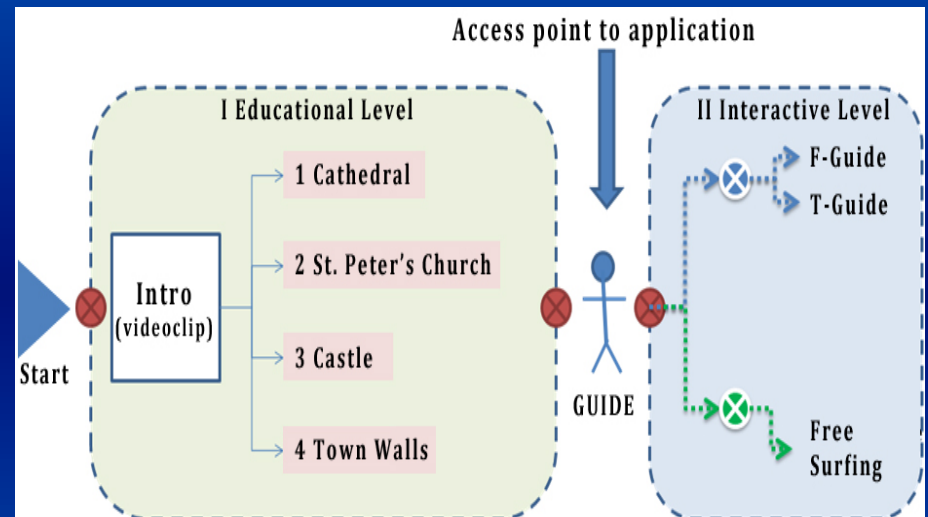 Access point to application
I Educational Level
II Interactive Level
1 Cathedral
2 St. Peter's Church
3 Castle
4 Town Walls
Intro
(videoclip)
Start
GUIDE
F-Guide
T-Guide
Free
Surfing